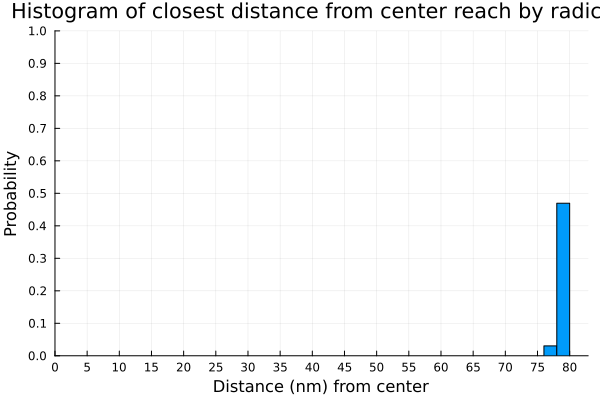 Histogram of closest distance from center reach by radic
1.0
0.9
0.8
0.7
0.6
0.5
0.4
0.3
0.2
0.1
0.0
Probability
0 5 10 15 20 25 30 35 40 45 50 55 60 65 70 75 80
Distance (nm) from center